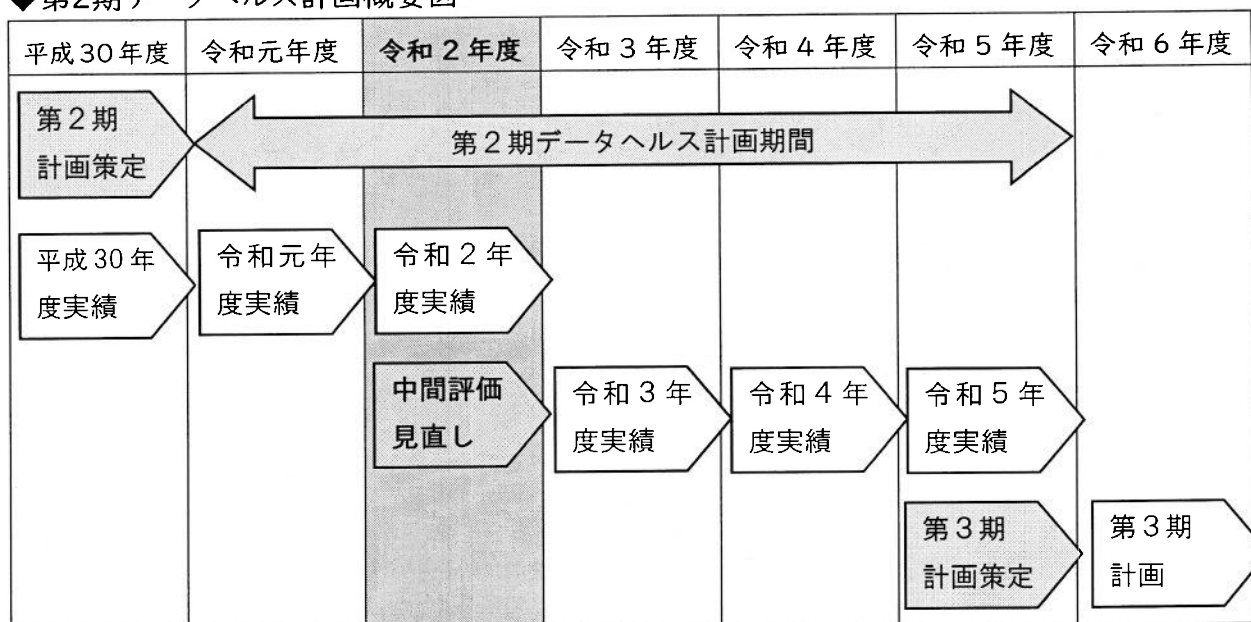 ◆第2期データヘルス計画概要図
平成30年度 令和元年度 令和2年度 令和3年度 令和4年度 令和5年度 令和6年度
第2期
計画策定
第2期データヘルス計画期間
平成30年
度実績
令和元年
度実績
令和2年
度実績
中間評価
見直し
令和3年
度実績
令和4年
度実績
令和5年
度実績
第3期
計画策定
第3期
計画